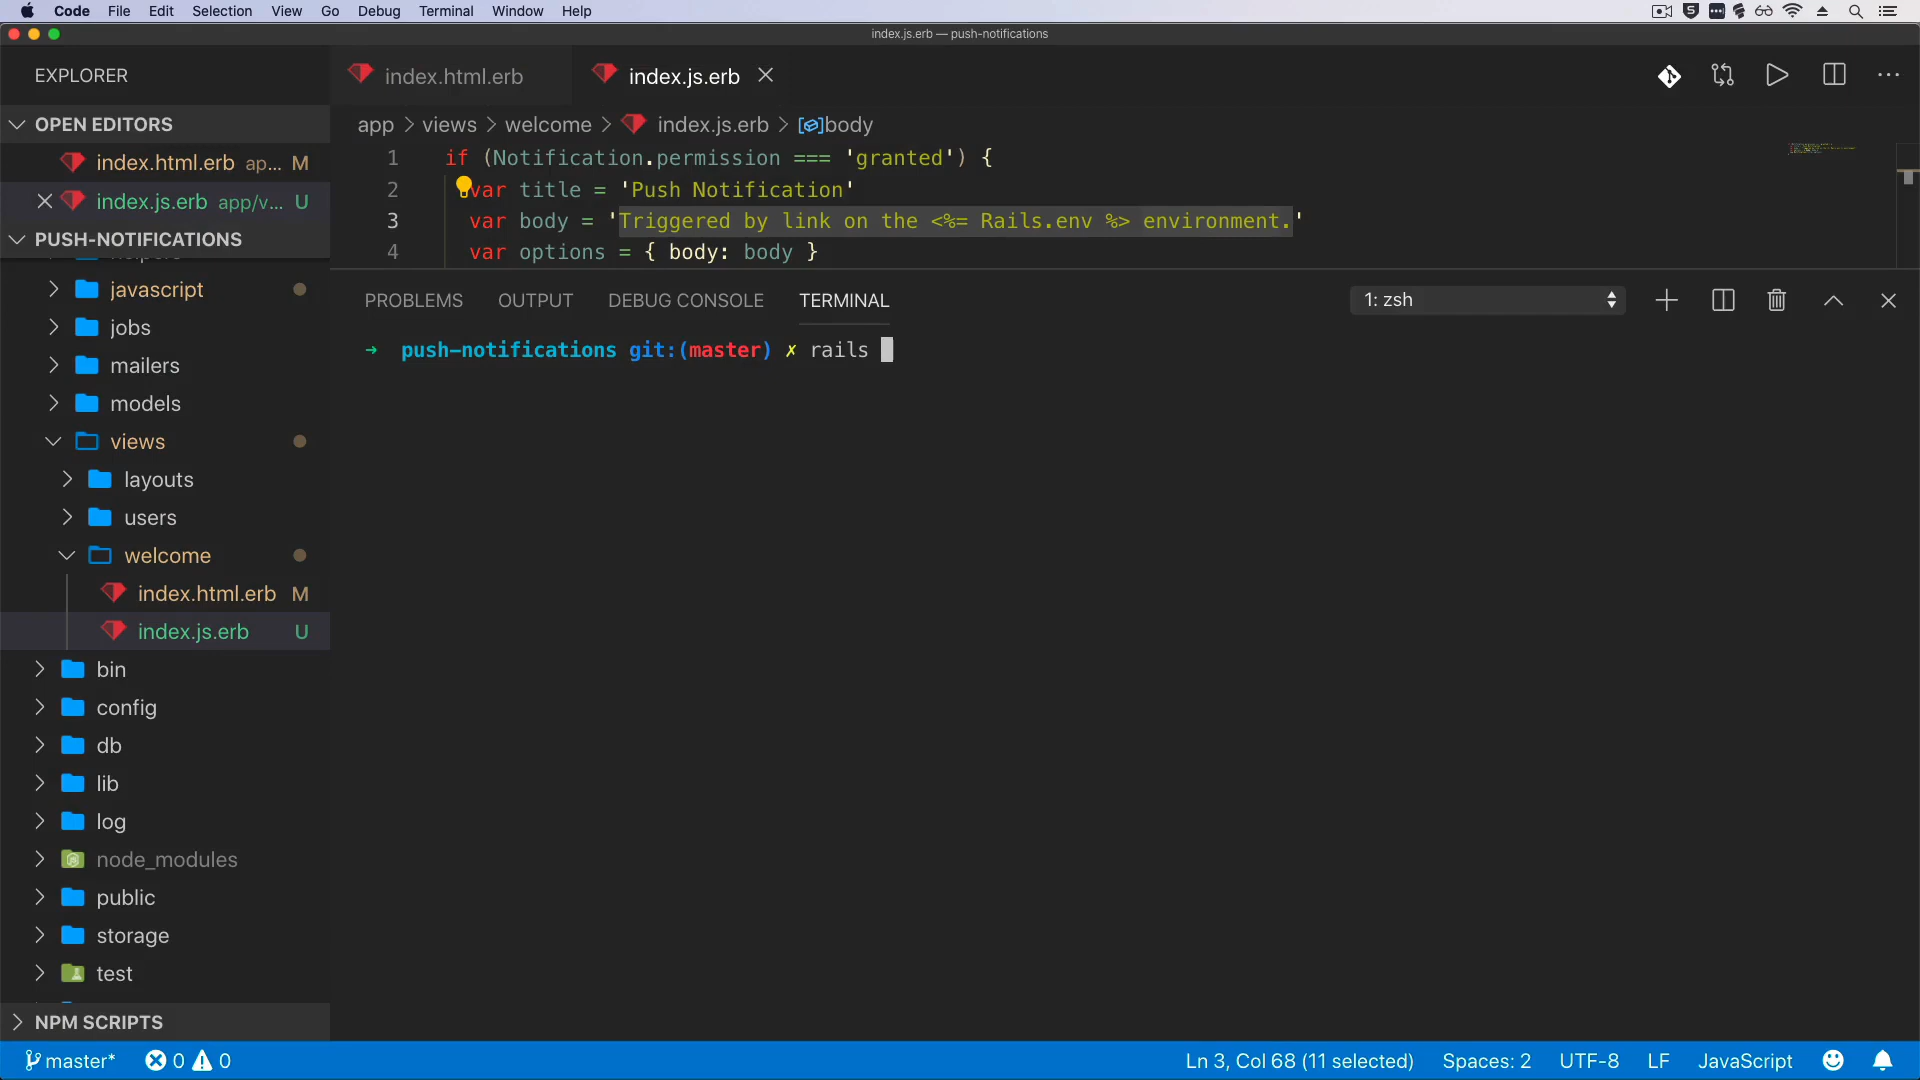 Code File Edit Selection View Go Debug Terminal Window Help
index.js.erb — push-notifications
EXPLORER
OPEN EDITORS
index.html.erb ap... M
index.js.erb app/v... U
PUSH-NOTIFICATIONS
helpers
javascript
jobs
mailers
models
views
layouts
users
welcome
index.html.erb M
index.js.erb U
bin
config
db
lib
log
node_modules
public
storage
test
NPM SCRIPTS
index.html.erb
index.js.erb
app > views > welcome > index.js.erb > body
1 if (Notification.permission === 'granted') {
2 var title = 'Push Notification'
3 var body = 'Triggered by link on the <%= Rails.env %> environment.'
4 var options = { body: body }
PROBLEMS OUTPUT DEBUG CONSOLE TERMINAL
1: zsh
➜ push-notifications git:(master) ✗ rails
master* 0 0
Ln 3, Col 68 (11 selected) Spaces: 2 UTF-8 LF JavaScript